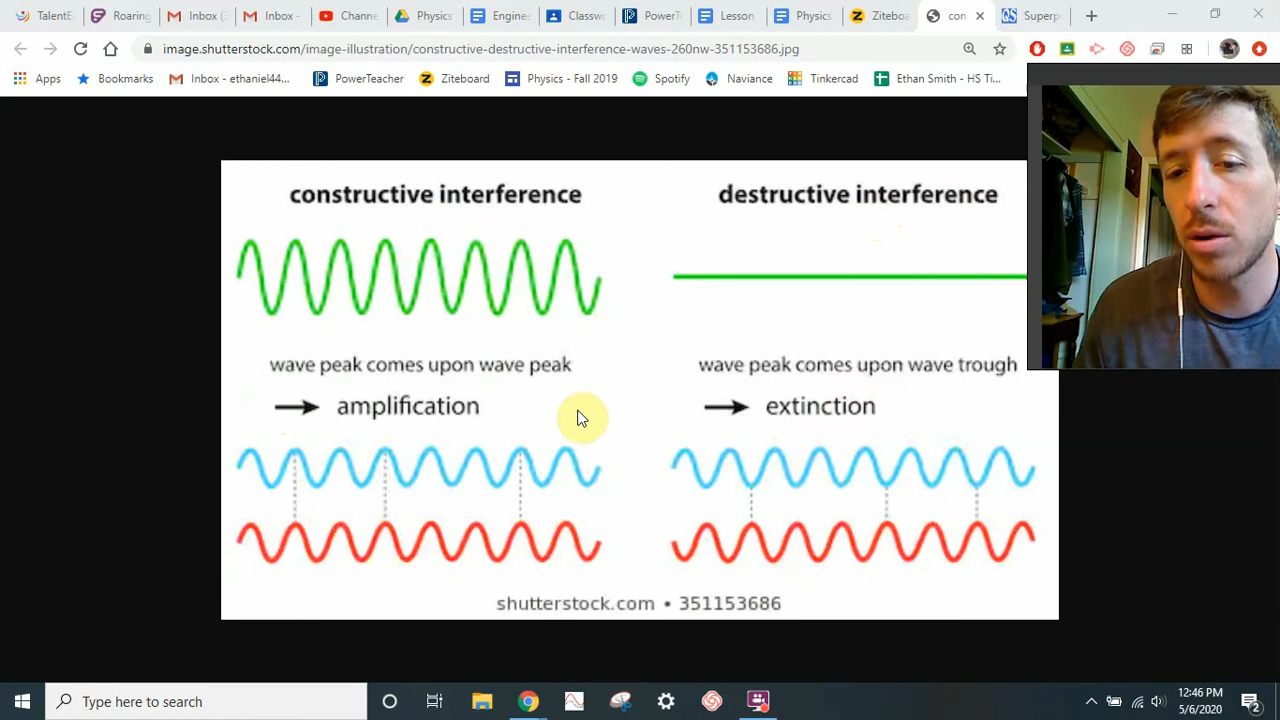 TalentE
Roaring
Inbox (
Inbox -
Channe
Physics
Engine
Classw
PowerT
Lesson
Physics
Ziteboa
con
Superp
image.shutterstock.com/image-illustration/constructive-destructive-interference-waves-260nw-351153686.jpg
Apps
Bookmarks
Inbox - ethaniel44...
PowerTeacher
Ziteboard
Physics - Fall 2019
Spotify
Naviance
Tinkercad
Ethan Smith - HS Ti...
constructive interference
destructive interference
wave peak comes upon wave peak
wave peak comes upon wave trough
amplification
extinction
shutterstock.com • 351153686
Type here to search
12:46 PM
5/6/2020
2